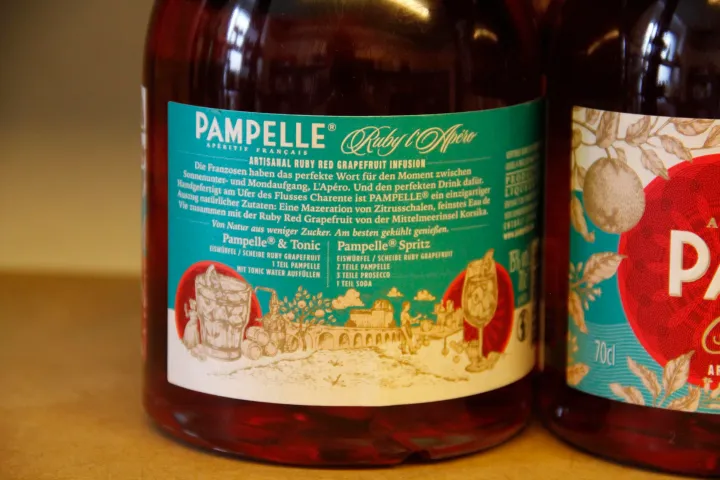 PAMPELLE® Ruby l'Apéro
APÉRITIF FRANÇAIS
ARTISANAL RUBY RED GRAPEFRUIT INFUSION
Die Franzosen haben das perfekte Wort für den Moment zwischen
Sonnenunter- und Mondaufgang, L'Apéro. Und den perfekten Drink dafür.
Handgefertigt am Ufer des Flusses Charente ist PAMPELLE® ein einzigartiger
Auszug natürlicher Zutaten: Eine Mazeration von Zitrusschalen, feinstes Eau de
Vie zusammen mit der Ruby Red Grapefruit von der Mittelmeerinsel Korsika.
Von Natur aus weniger Zucker. Am besten gekühlt genießen.
Pampelle® & Tonic
EISWÜRFEL / SCHEIBE RUBY GRAPEFRUIT
1 TEIL PAMPELLE
MIT TONIC WATER AUFFÜLLEN
Pampelle® Spritz
EISWÜRFEL / SCHEIBE RUBY GRAPEFRUIT
2 TEILE PAMPELLE
3 TEILE PROSECCO
1 TEIL SODA
PA
70cl